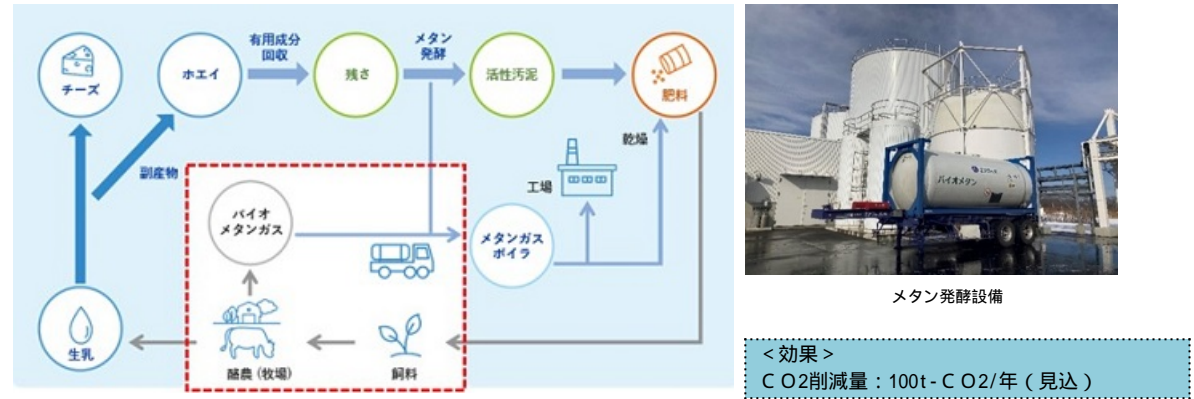 有用成分
回収
メタン
発酵
チーズ
ホエイ
残さ
活性汚泥
肥料
副産物
乾燥
工場
バイオ
メタンガス
メタンガス
ボイラ
生乳
酪農(牧場)
飼料
バイオメタン
メタン発酵設備
<効果>
CO2削減量:100t-CO2/年(見込)